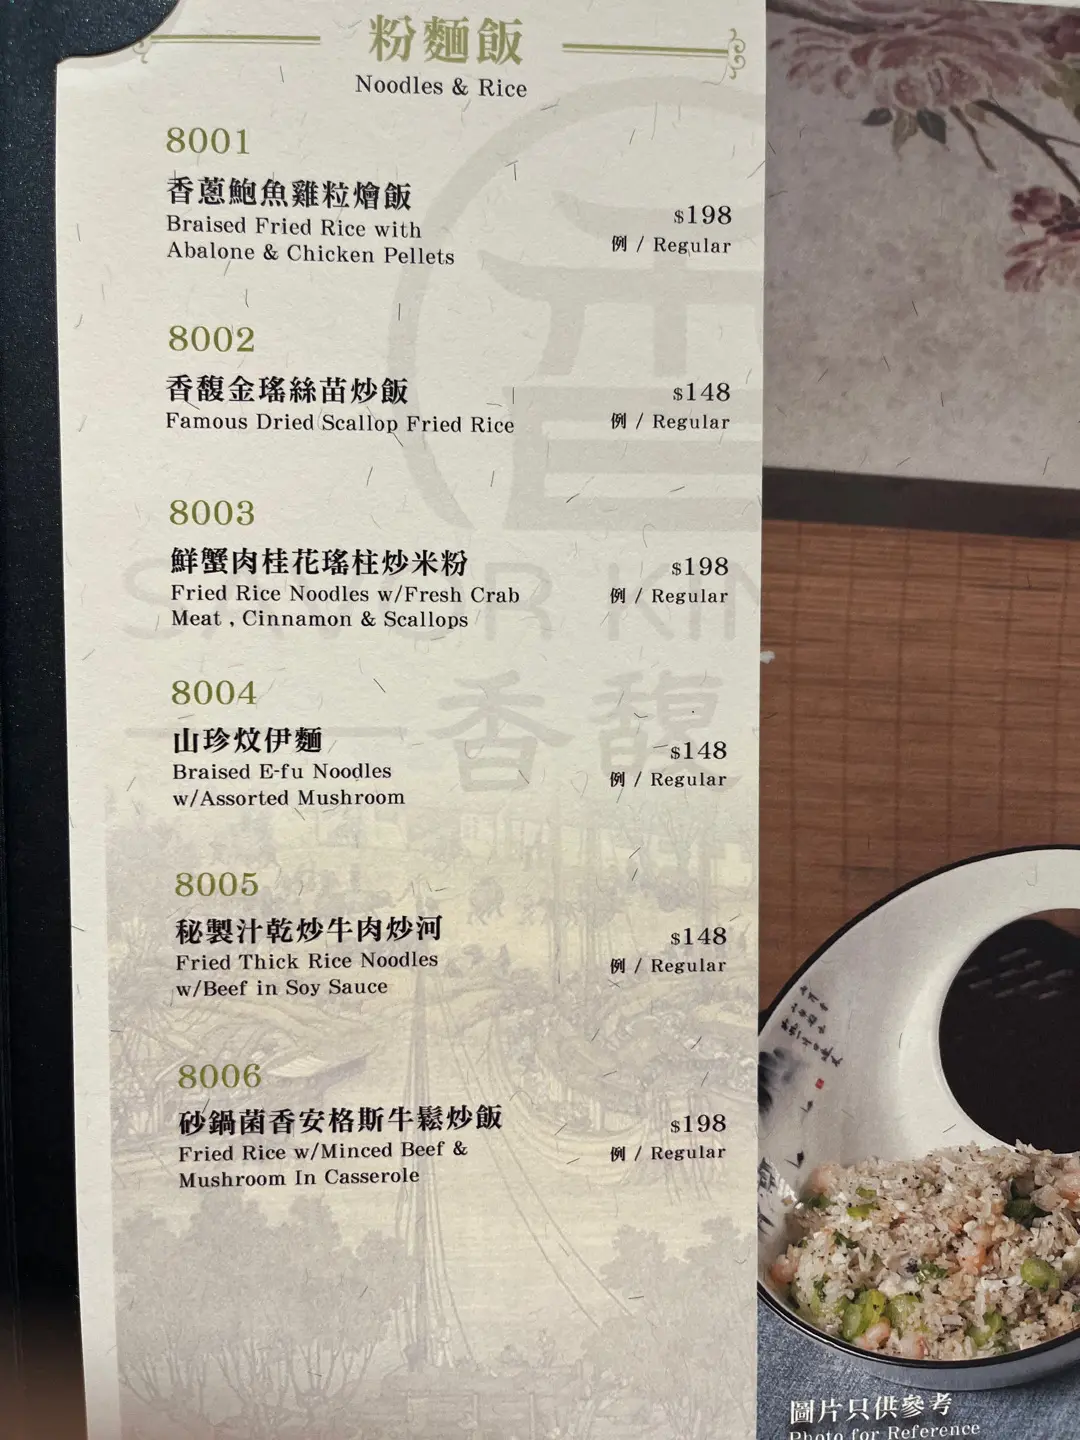 粉麵飯
Noodles & Rice
8001
香蔥鮑魚雞粒燴飯
Braised Fried Rice with
Abalone & Chicken Pellets
$198
例 / Regular
8002
香馥金瑤絲苗炒飯
Famous Dried Scallop Fried Rice
$148
例 / Regular
8003
鮮蟹肉桂花瑤柱炒米粉
Fried Rice Noodles w/Fresh Crab
Meat , Cinnamon & Scallops
$198
例 / Regular
8004
山珍炆伊麵
Braised E-fu Noodles
w/Assorted Mushroom
$148
例 / Regular
8005
秘製汁乾炒牛肉炒河
Fried Thick Rice Noodles
w/Beef in Soy Sauce
$148
例 / Regular
8006
砂鍋菌香安格斯牛鬆炒飯
Fried Rice w/Minced Beef &
Mushroom In Casserole
$198
例 / Regular
香馥
圖片只供參考
Photo for Reference